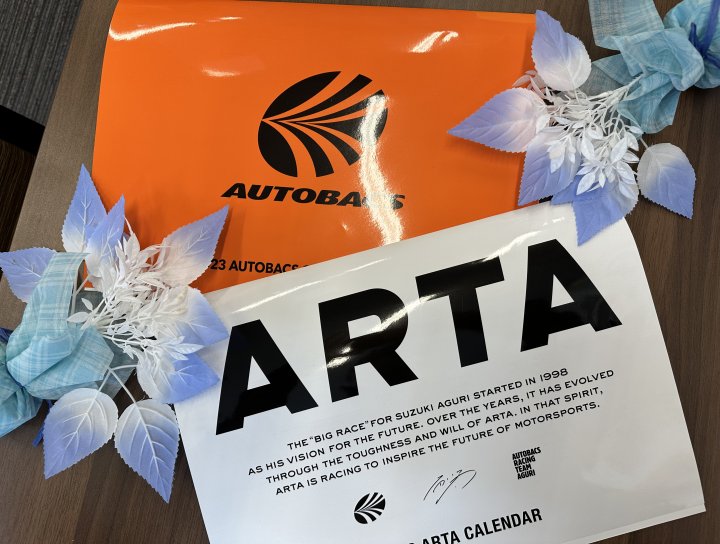 AUTOBACS
23 AUTOBACS
ARTA
THE "BIG RACE" FOR SUZUKI AGURI STARTED IN 1998
AS HIS VISION FOR THE FUTURE. OVER THE YEARS, IT HAS EVOLVED
THROUGH THE TOUGHNESS AND WILL OF ARTA. IN THAT SPIRIT,
ARTA IS RACING TO INSPIRE THE FUTURE OF MOTORSPORTS.
AUTOBACS
RACING
TEAM
AGURI
ARTA CALENDAR